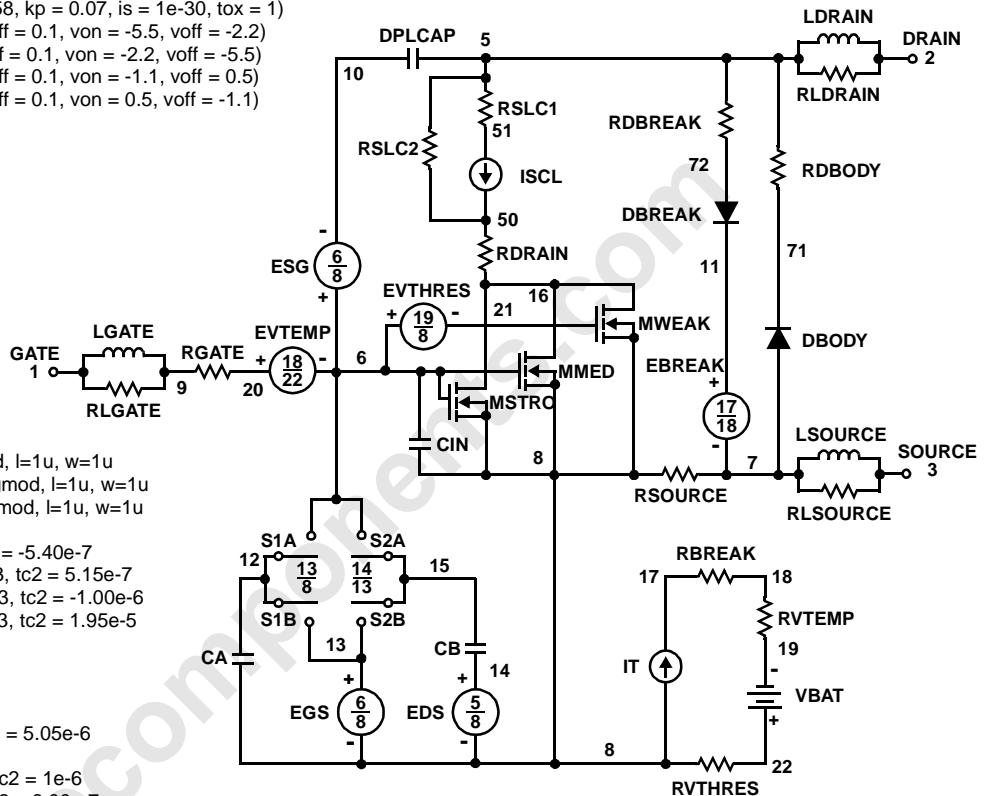 58, kp = 0.07, is = 1e-30, tox = 1)
ff = 0.1, von = -5.5, voff = -2.2)
f = 0.1, von = -2.2, voff = -5.5)
ff = 0.1, von = -1.1, voff = 0.5)
ff = 0.1, von = 0.5, voff = -1.1)
DPLCAP
5
10
LDRAIN
DRAIN
2
RLDRAIN
RSLC1
51
RSLC2
ISCL
50
RDRAIN
RDBREAK
72
DBREAK
11
RDBODY
71
DBODY
ESG
6
8
-
+
EVTHRES
+
19
8
-
21
16
MWEAK
EBREAK
+
17
18
-
LGATE
GATE
1
RLGATE
9
RGATE
20
EVTEMP
+
18
22
-
6
MMED
MSTRO
CIN
8
RSOURCE
7
LSOURCE
SOURCE
3
RLSOURCE
d, l=1u, w=1u
gmod, l=1u, w=1u
mod, l=1u, w=1u
= -5.40e-7
3, tc2 = 5.15e-7
3, tc2 = -1.00e-6
3, tc2 = 1.95e-5
S1A
S2A
12
13
8
14
13
15
S1B
S2B
13
CA
CB
14
+
EGS
6
8
-
+
EDS
5
8
-
8
RBREAK
17
18
RVTEMP
19
-
IT
VBAT
+
22
RVTHRES
= 5.05e-6
c2 = 1e-6
ecomponents.com